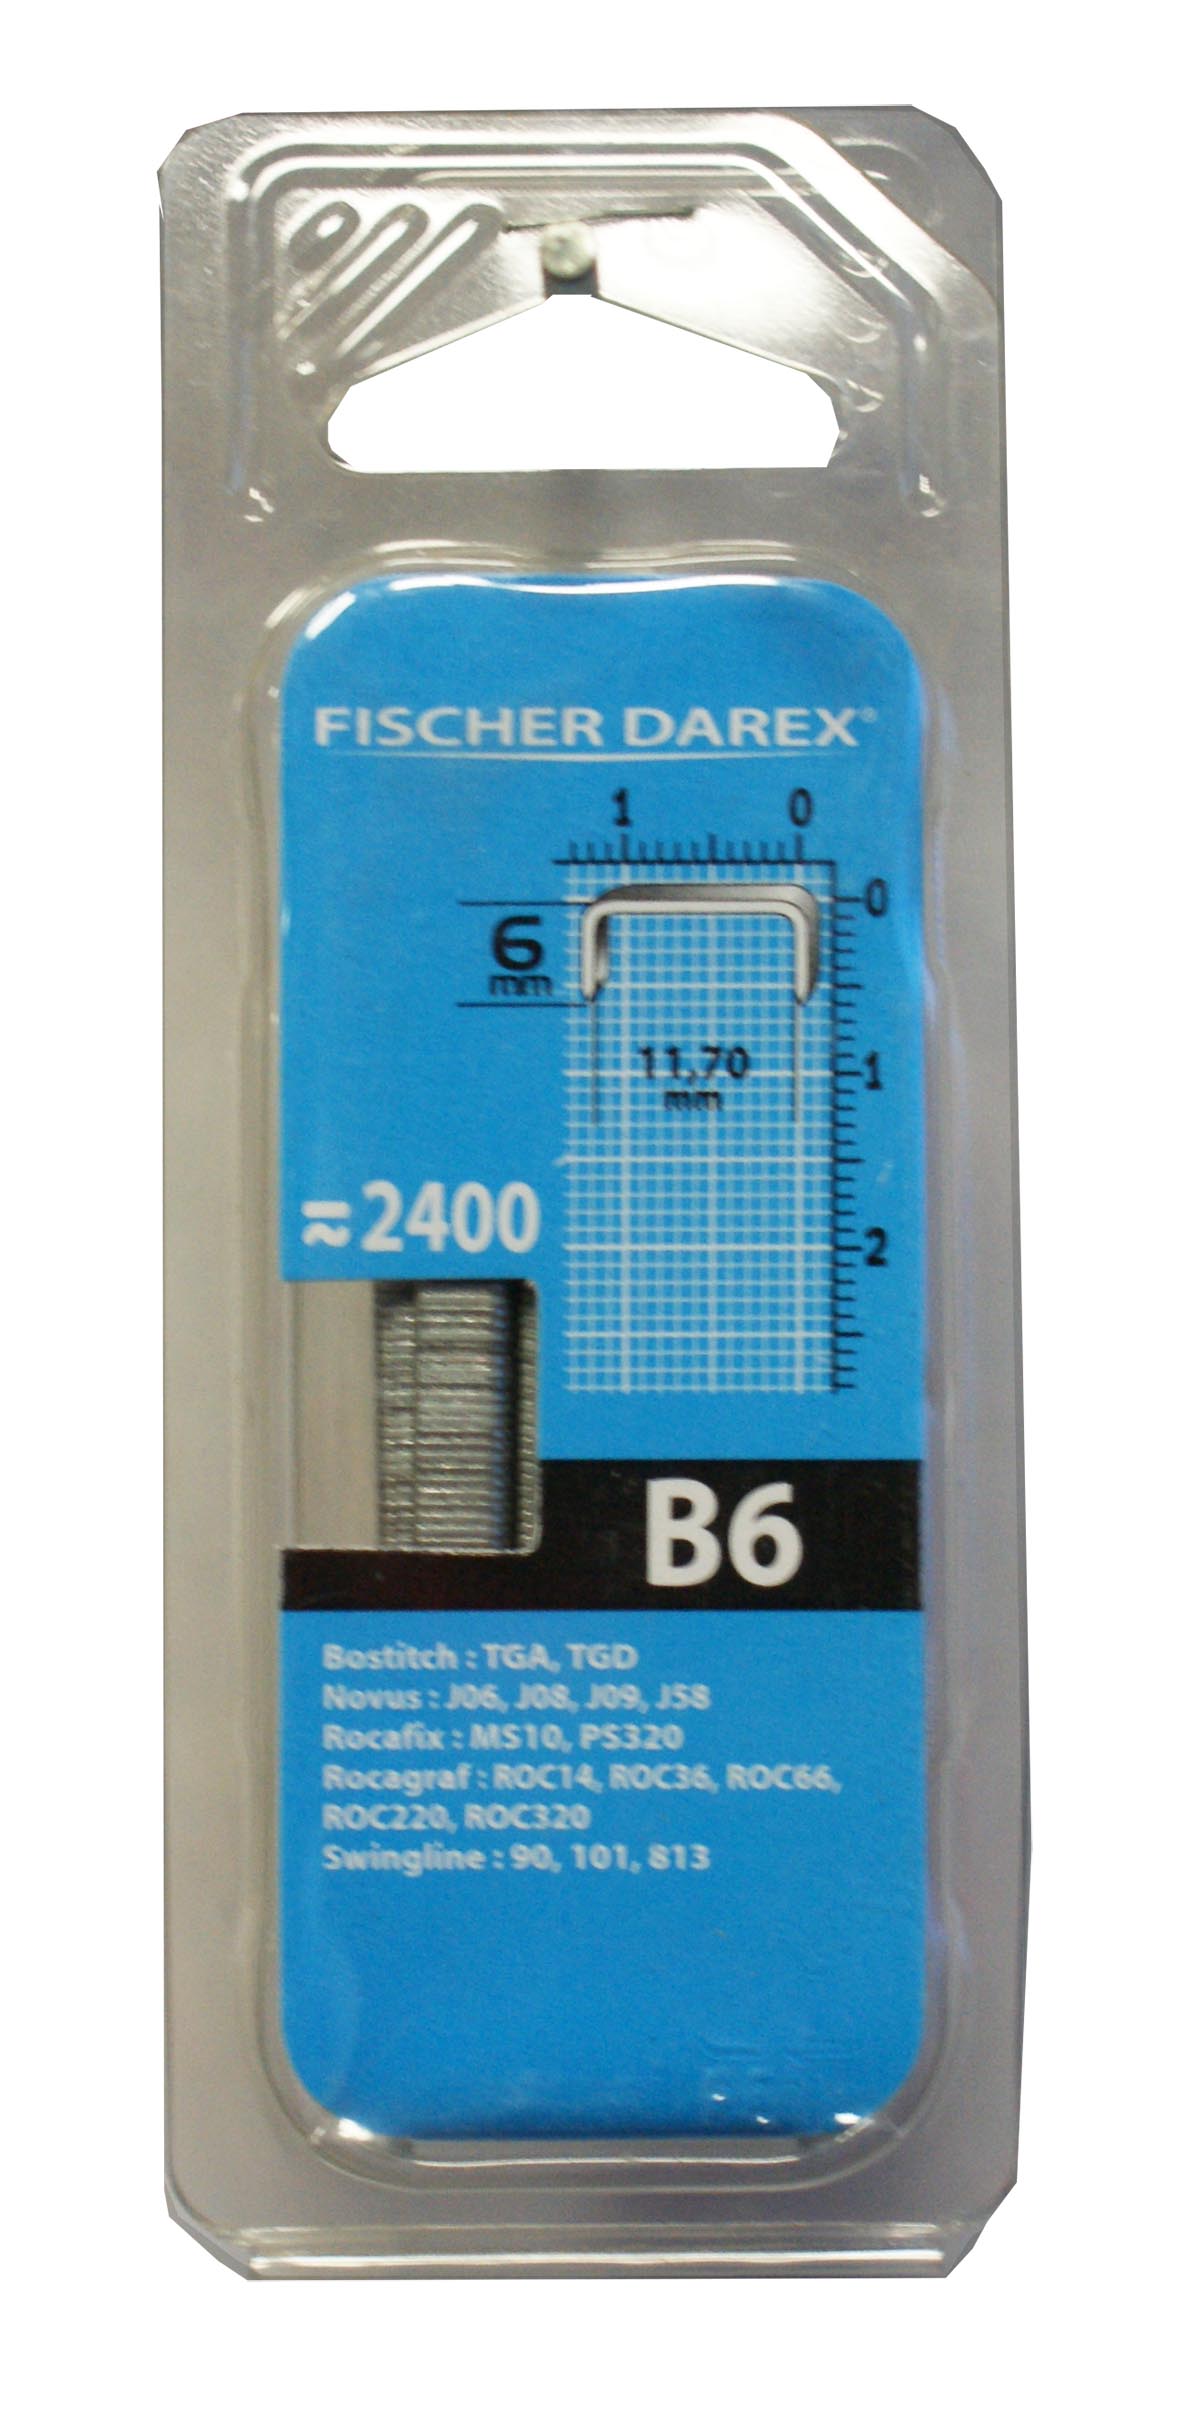 FISCHER DAREX®
1 0
0
6
mm
11,70
mm
1
≈2400
2
B6
Bostitch : TGA, TGD
Novus : J06, J08, J09, J58
Rocafix : MS10, PS320
Rocagraf : ROC14, ROC36, ROC66,
ROC220, ROC320
Swingline : 90, 101, 813